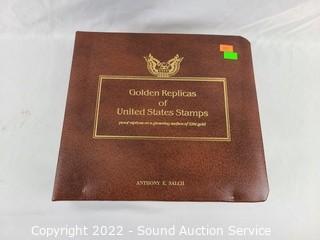 Golden Replicas
of
United States Stamps
proof replicas on a gleaming surface of 22kt gold
ANTHONY E. SALCH
Copyright 2022 - Sound Auction Service